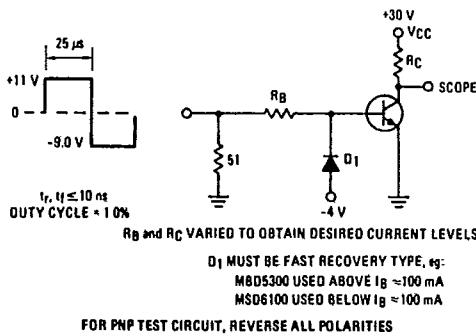 25 µs
+11 V
0
-9.0 V
tr, tf ≤ 10 ns
DUTY CYCLE = 1.0%
+30 V
VCC
RC
SCOPE
RB
51
D1
-4 V
RB and RC VARIED TO OBTAIN DESIRED CURRENT LEVELS
D1 MUST BE FAST RECOVERY TYPE, eg:
MBD5300 USED ABOVE IB ≈ 100 mA
MSD6100 USED BELOW IB ≈ 100 mA
FOR PNP TEST CIRCUIT, REVERSE ALL POLARITIES